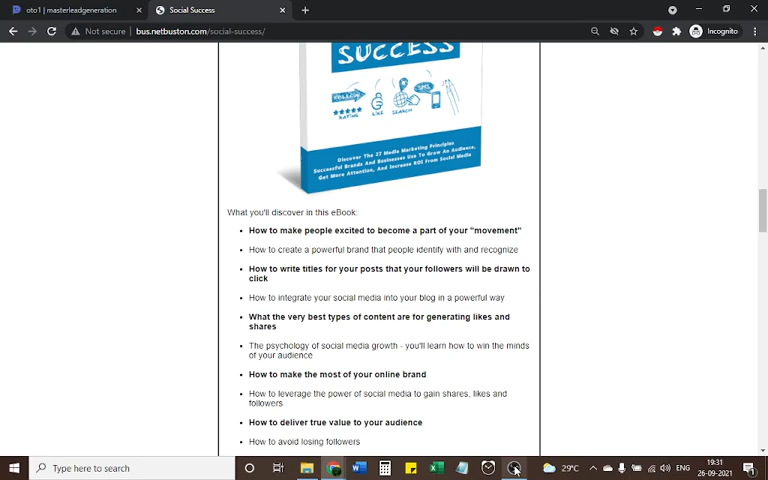 oto1 | masterleadgeneration
Social Success
Not secure | bus.netbuston.com/social-success/
Incognito
SUCCESS
FOLLOW
SMS
RATING
LIKE
SEARCH
Discover The 27 Media Marketing Principles
Successful Brands And Businesses Use To Grow An Audience,
Get More Attention, And Increase ROI From Social Media
What you'll discover in this eBook:
• How to make people excited to become a part of your "movement"
• How to create a powerful brand that people identify with and recognize
• How to write titles for your posts that your followers will be drawn to
click
• How to integrate your social media into your blog in a powerful way
• What the very best types of content are for generating likes and
shares
• The psychology of social media growth - you'll learn how to win the minds
of your audience
• How to make the most of your online brand
• How to leverage the power of social media to gain shares, likes and
followers
• How to deliver true value to your audience
• How to avoid losing followers
Type here to search
29°C
ENG
19:31
26-09-2021